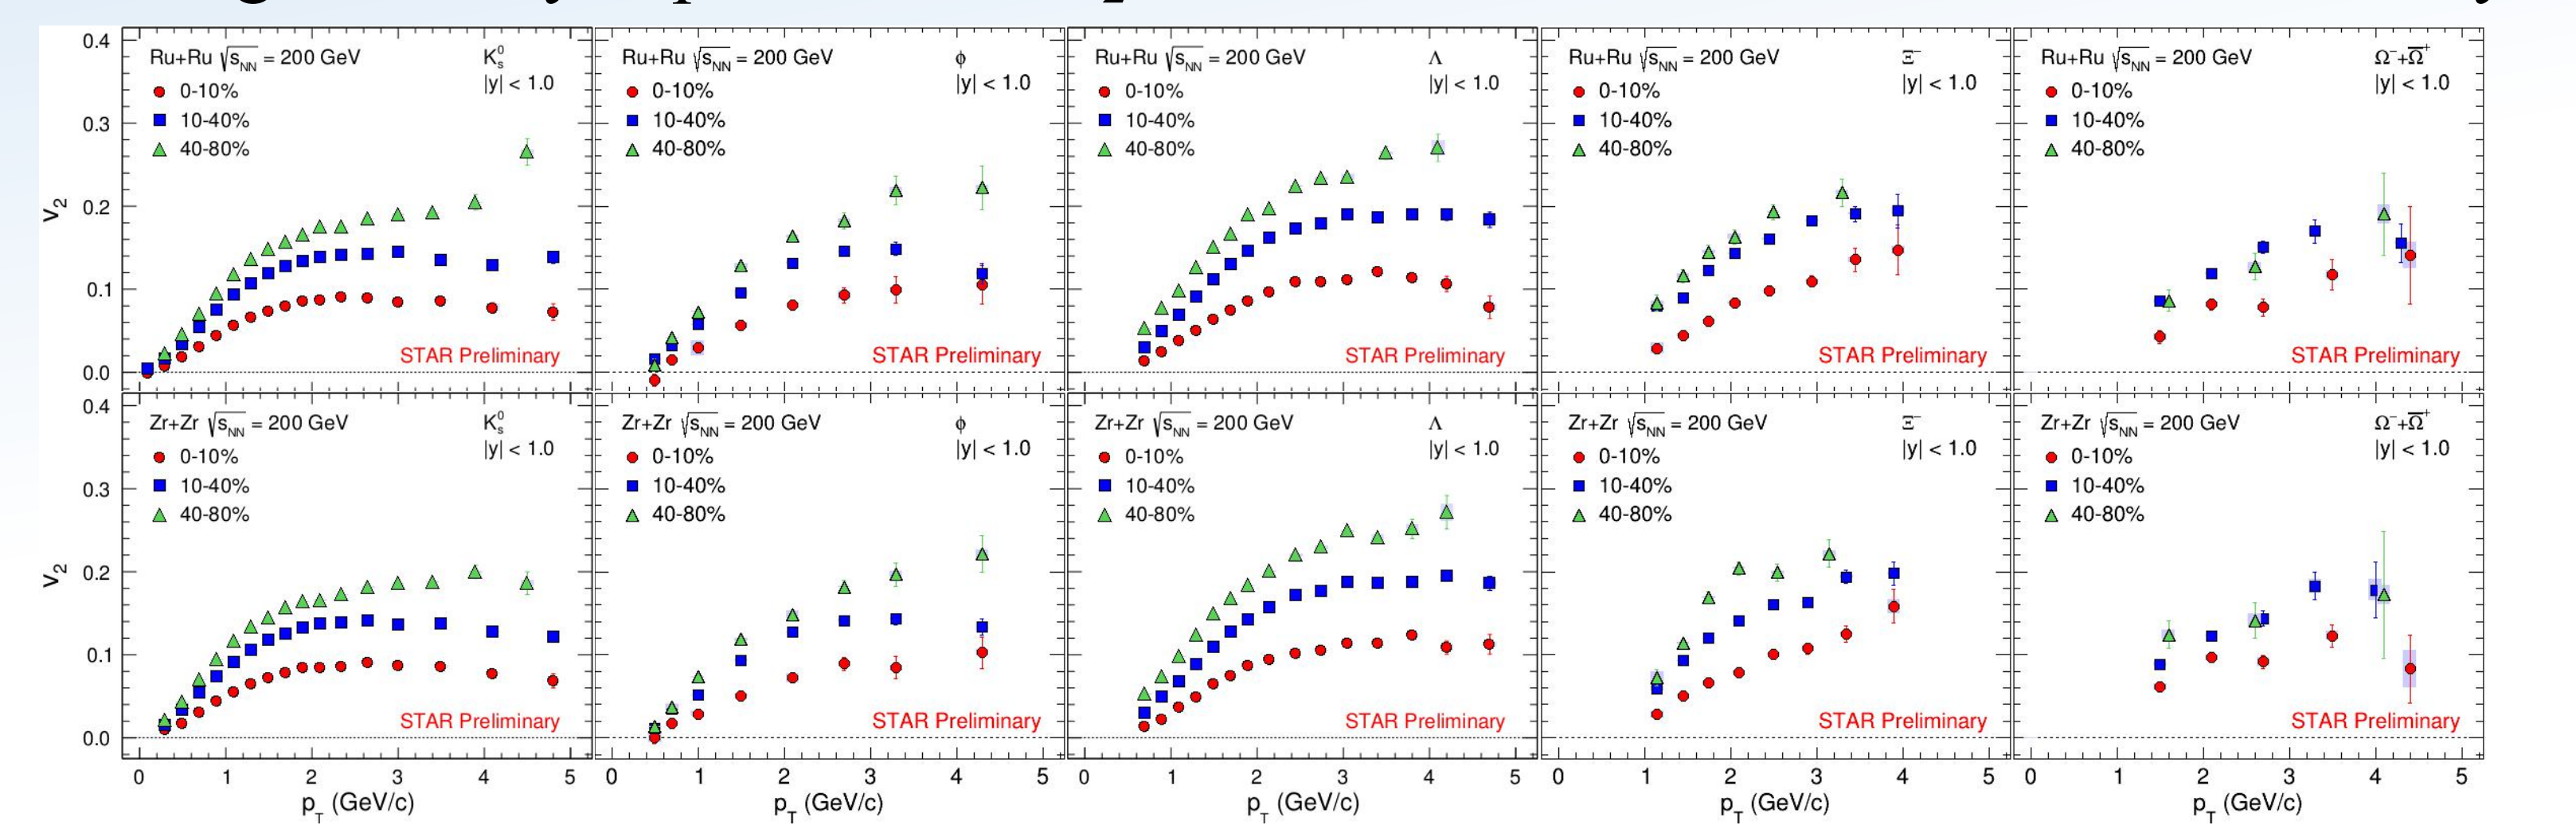 0.4
0.3
0.2
0.1
0.0
v₂
Ru+Ru √sNN = 200 GeV
K⁰s
|y| < 1.0
0-10%
10-40%
40-80%
STAR Preliminary
Ru+Ru √sNN = 200 GeV
ϕ
|y| < 1.0
0-10%
10-40%
40-80%
STAR Preliminary
Ru+Ru √sNN = 200 GeV
Λ
|y| < 1.0
0-10%
10-40%
40-80%
STAR Preliminary
Ru+Ru √sNN = 200 GeV
Ξ⁻
|y| < 1.0
0-10%
10-40%
40-80%
STAR Preliminary
Ru+Ru √sNN = 200 GeV
Ω⁻+Ω̅⁺
|y| < 1.0
0-10%
10-40%
40-80%
STAR Preliminary
0.4
0.3
0.2
0.1
0.0
v₂
Zr+Zr √sNN = 200 GeV
K⁰s
|y| < 1.0
0-10%
10-40%
40-80%
STAR Preliminary
Zr+Zr √sNN = 200 GeV
ϕ
|y| < 1.0
0-10%
10-40%
40-80%
STAR Preliminary
Zr+Zr √sNN = 200 GeV
Λ
|y| < 1.0
0-10%
10-40%
40-80%
STAR Preliminary
Zr+Zr √sNN = 200 GeV
Ξ⁻
|y| < 1.0
0-10%
10-40%
40-80%
STAR Preliminary
Zr+Zr √sNN = 200 GeV
Ω⁻+Ω̅⁺
|y| < 1.0
0-10%
10-40%
40-80%
STAR Preliminary
0 1 2 3 4 5
0 1 2 3 4 5
0 1 2 3 4 5
0 1 2 3 4 5
0 1 2 3 4 5
pT (GeV/c)
pT (GeV/c)
pT (GeV/c)
pT (GeV/c)
pT (GeV/c)